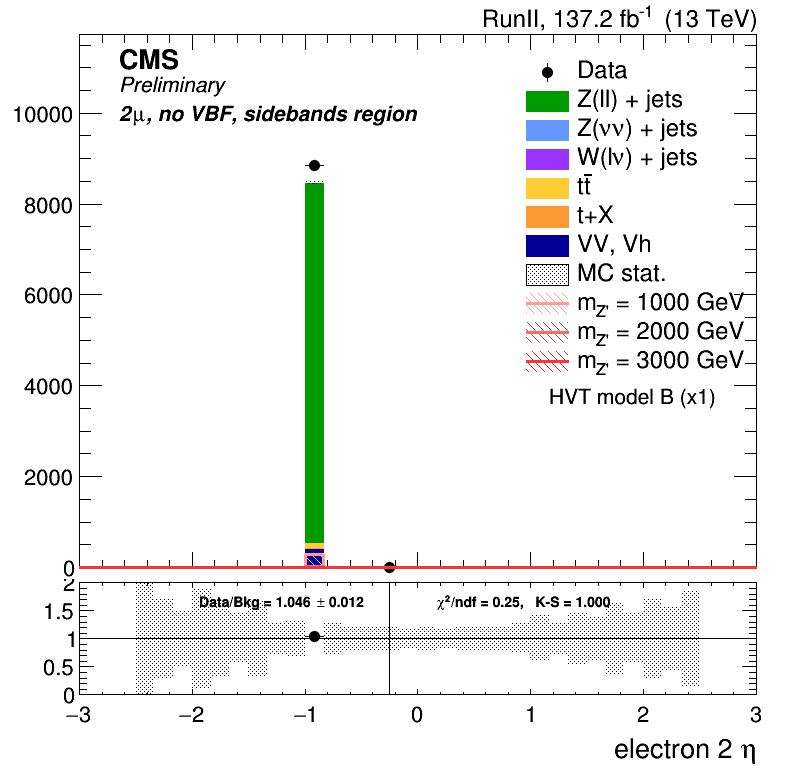 RunII, 137.2 fb⁻¹ (13 TeV)
CMS
Preliminary
2μ, no VBF, sidebands region
Data
Z(ll) + jets
Z(νν) + jets
W(lν) + jets
tt̄
t+X
VV, Vh
MC stat.
m_Z' = 1000 GeV
m_Z' = 2000 GeV
m_Z' = 3000 GeV
HVT model B (x1)
10000
8000
6000
4000
2000
0
Data/Bkg = 1.046 ± 0.012
χ²/ndf = 0.25, K-S = 1.000
2
1.5
1
0.5
0
−3 −2 −1 0 1 2 3
electron 2 η